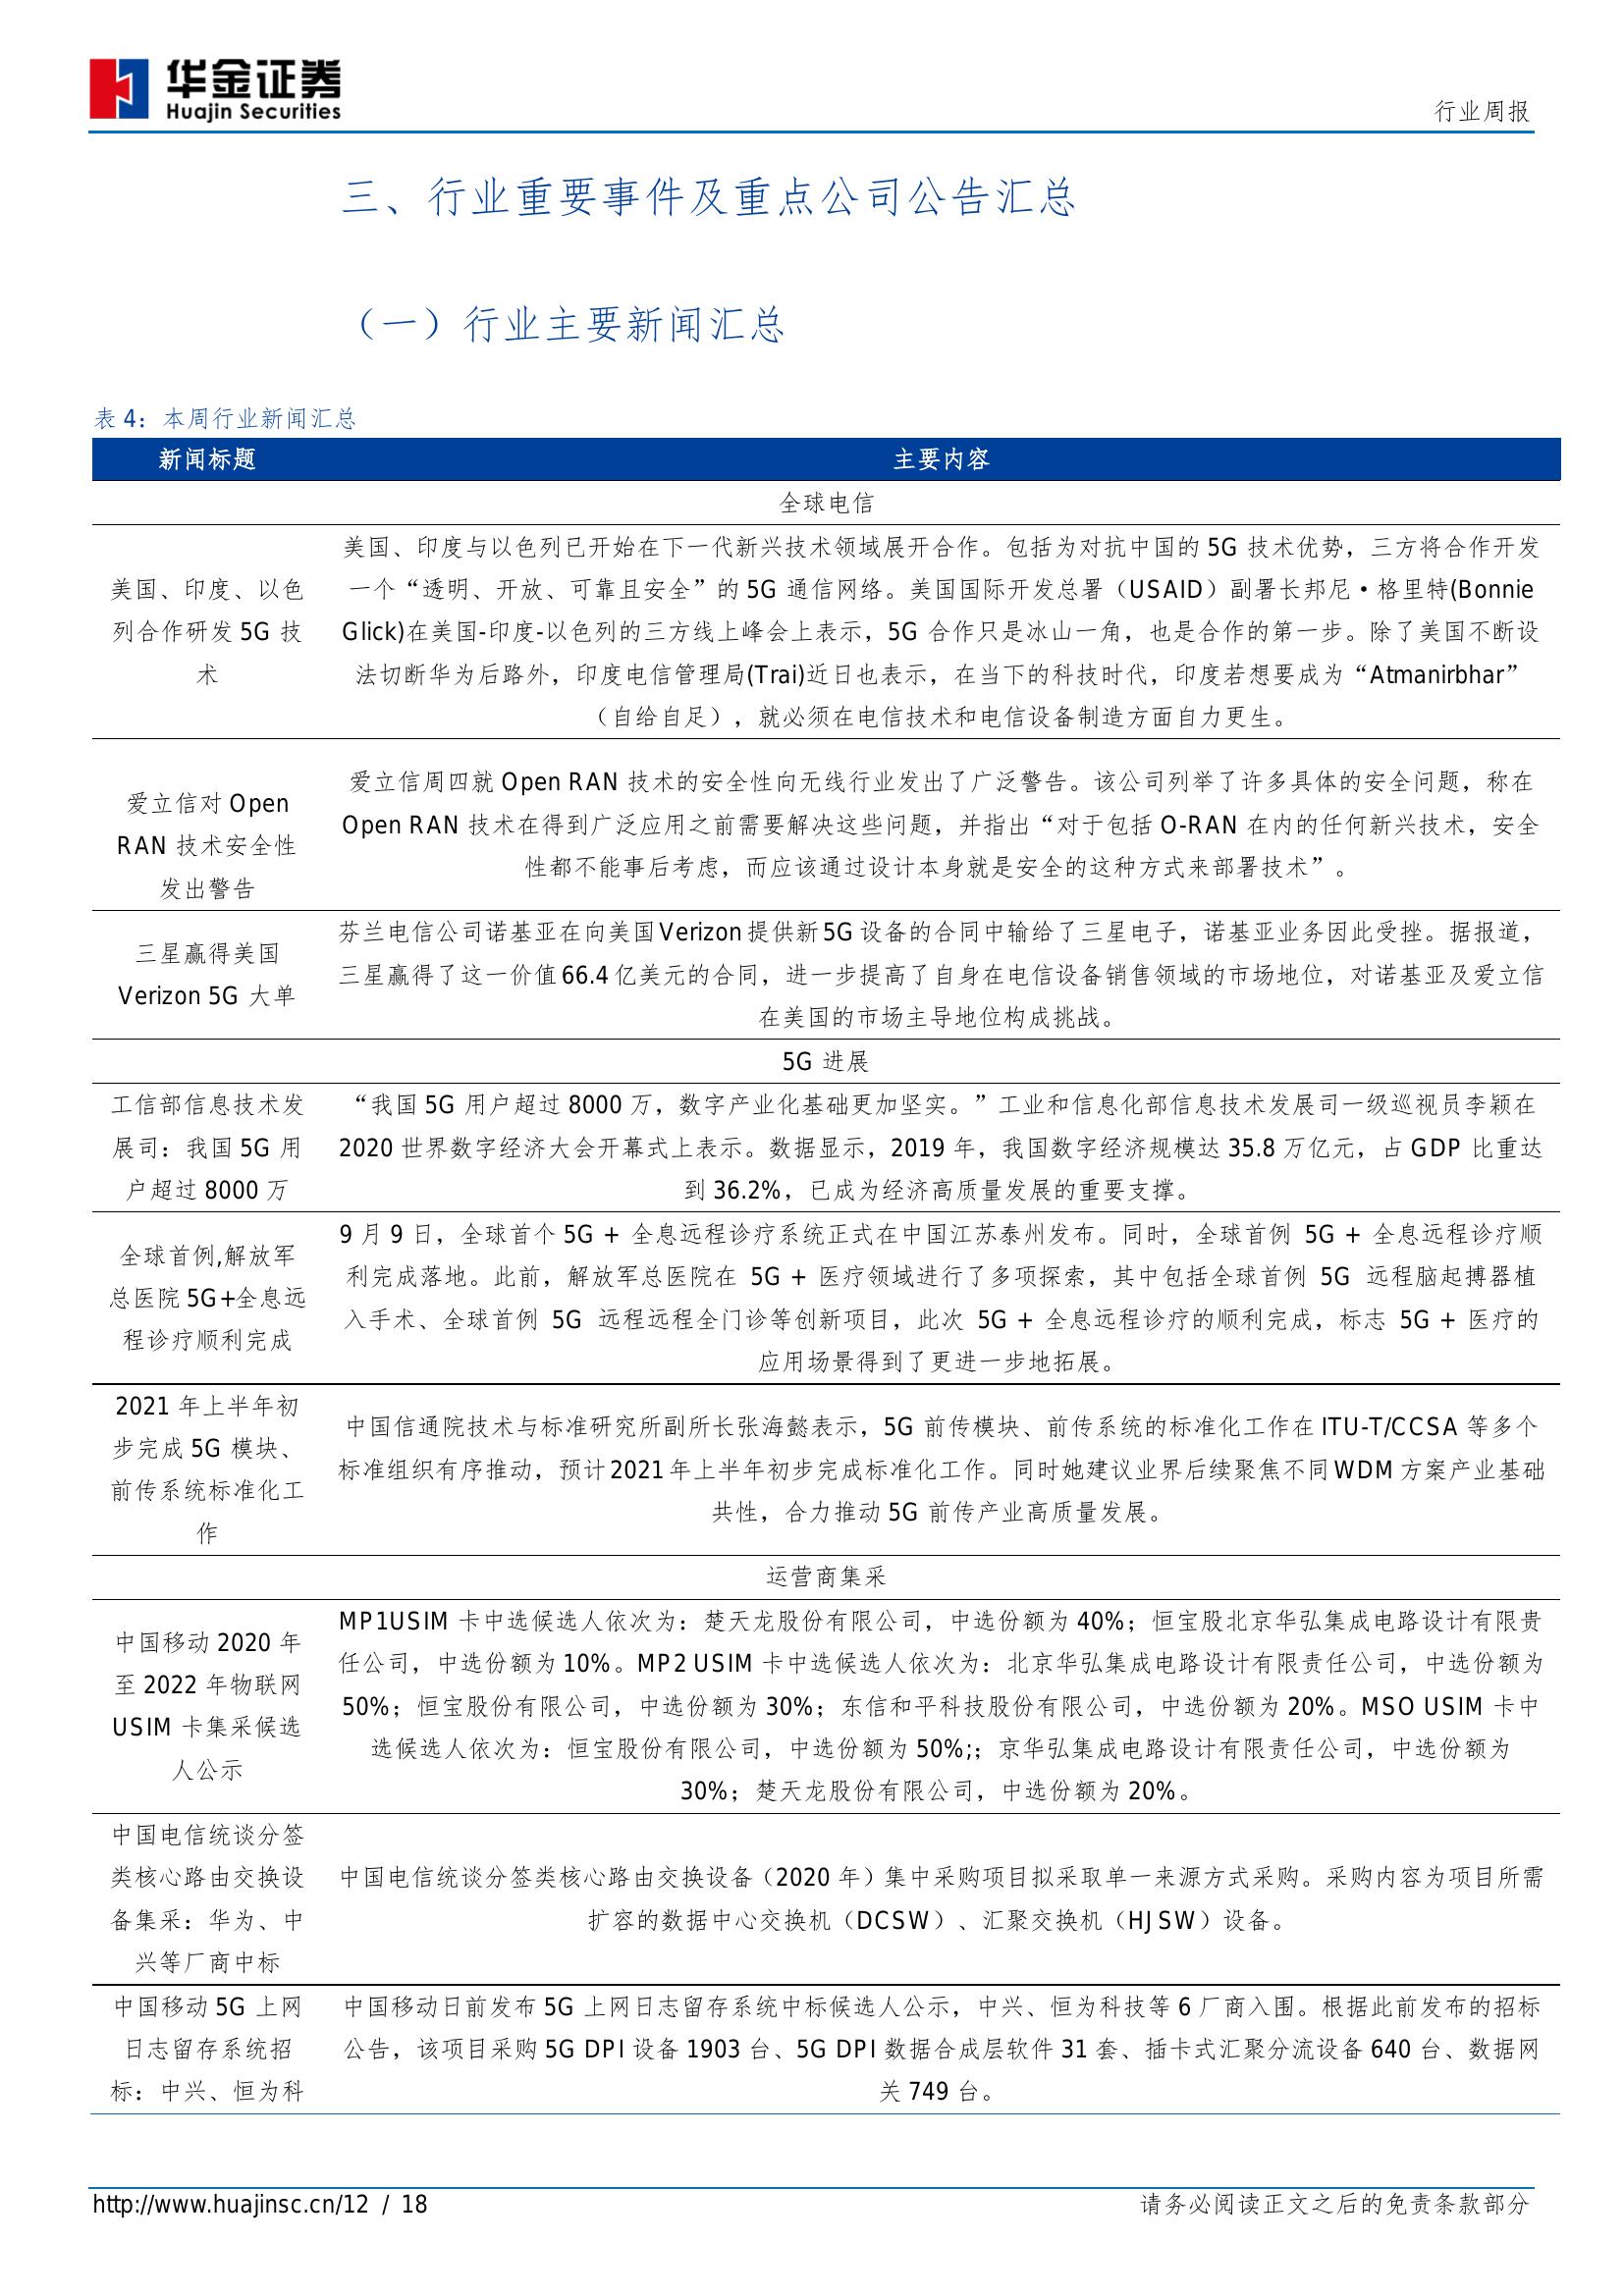 华金证券
Huajin Securities
行业周报
三、行业重要事件及重点公司公告汇总
（一）行业主要新闻汇总
表 4：本周行业新闻汇总
新闻标题 主要内容
全球电信
美国、印度、以色
列合作研发 5G 技
术
美国、印度与以色列已开始在下一代新兴技术领域展开合作。包括为对抗中国的 5G 技术优势，三方将合作开发
一个“透明、开放、可靠且安全”的 5G 通信网络。美国国际开发总署（USAID）副署长邦尼·格里特(Bonnie
Glick)在美国-印度-以色列的三方线上峰会上表示，5G 合作只是冰山一角，也是合作的第一步。除了美国不断设
法切断华为后路外，印度电信管理局(Trai)近日也表示，在当下的科技时代，印度若想要成为“Atmanirbhar”
（自给自足），就必须在电信技术和电信设备制造方面自力更生。
爱立信对 Open
RAN 技术安全性
发出警告
爱立信周四就 Open RAN 技术的安全性向无线行业发出了广泛警告。该公司列举了许多具体的安全问题，称在
Open RAN 技术在得到广泛应用之前需要解决这些问题，并指出“对于包括 O-RAN 在内的任何新兴技术，安全
性都不能事后考虑，而应该通过设计本身就是安全的这种方式来部署技术”。
三星赢得美国
Verizon 5G 大单
芬兰电信公司诺基亚在向美国 Verizon 提供新 5G 设备的合同中输给了三星电子，诺基亚业务因此受挫。据报道，
三星赢得了这一价值 66.4 亿美元的合同，进一步提高了自身在电信设备销售领域的市场地位，对诺基亚及爱立信
在美国的市场主导地位构成挑战。
5G 进展
工信部信息技术发
展司：我国 5G 用
户超过 8000 万
“我国 5G 用户超过 8000 万，数字产业化基础更加坚实。”工业和信息化部信息技术发展司一级巡视员李颖在
2020 世界数字经济大会开幕式上表示。数据显示，2019 年，我国数字经济规模达 35.8 万亿元，占 GDP 比重达
到 36.2%，已成为经济高质量发展的重要支撑。
全球首例,解放军
总医院 5G+全息远
程诊疗顺利完成
9 月 9 日，全球首个 5G + 全息远程诊疗系统正式在中国江苏泰州发布。同时，全球首例 5G + 全息远程诊疗顺
利完成落地。此前，解放军总医院在 5G + 医疗领域进行了多项探索，其中包括全球首例 5G 远程脑起搏器植
入手术、全球首例 5G 远程远程全门诊等创新项目，此次 5G + 全息远程诊疗的顺利完成，标志 5G + 医疗的
应用场景得到了更进一步地拓展。
2021 年上半年初
步完成 5G 模块、
前传系统标准化工
作
中国信通院技术与标准研究所副所长张海懿表示，5G 前传模块、前传系统的标准化工作在 ITU-T/CCSA 等多个
标准组织有序推动，预计 2021 年上半年初步完成标准化工作。同时她建议业界后续聚焦不同 WDM 方案产业基础
共性，合力推动 5G 前传产业高质量发展。
运营商集采
中国移动 2020 年
至 2022 年物联网
USIM 卡集采候选
人公示
MP1USIM 卡中选候选人依次为：楚天龙股份有限公司，中选份额为 40%；恒宝股北京华弘集成电路设计有限贵
任公司，中选份额为 10%。MP2 USIM 卡中选候选人依次为：北京华弘集成电路设计有限责任公司，中选份额为
50%；恒宝股份有限公司，中选份额为 30%；东信和平科技股份有限公司，中选份额为 20%。MSO USIM 卡中
选候选人依次为：恒宝股份有限公司，中选份额为 50%;；京华弘集成电路设计有限责任公司，中选份额为
30%；楚天龙股份有限公司，中选份额为 20%。
中国电信统谈分签
类核心路由交换设
备集采：华为、中
兴等厂商中标
中国电信统谈分签类核心路由交换设备（2020 年）集中采购项目拟采取单一来源方式采购。采购内容为项目所需
扩容的数据中心交换机（DCSW）、汇聚交换机（HJSW）设备。
中国移动 5G 上网
日志留存系统招
标：中兴、恒为科
中国移动日前发布 5G 上网日志留存系统中标候选人公示，中兴、恒为科技等 6 厂商入围。根据此前发布的招标
公告，该项目采购 5G DPI 设备 1903 台、5G DPI 数据合成层软件 31 套、插卡式汇聚分流设备 640 台、数据网
关 749 台。
http://www.huajinsc.cn/12 / 18
请务必阅读正文之后的免责条款部分